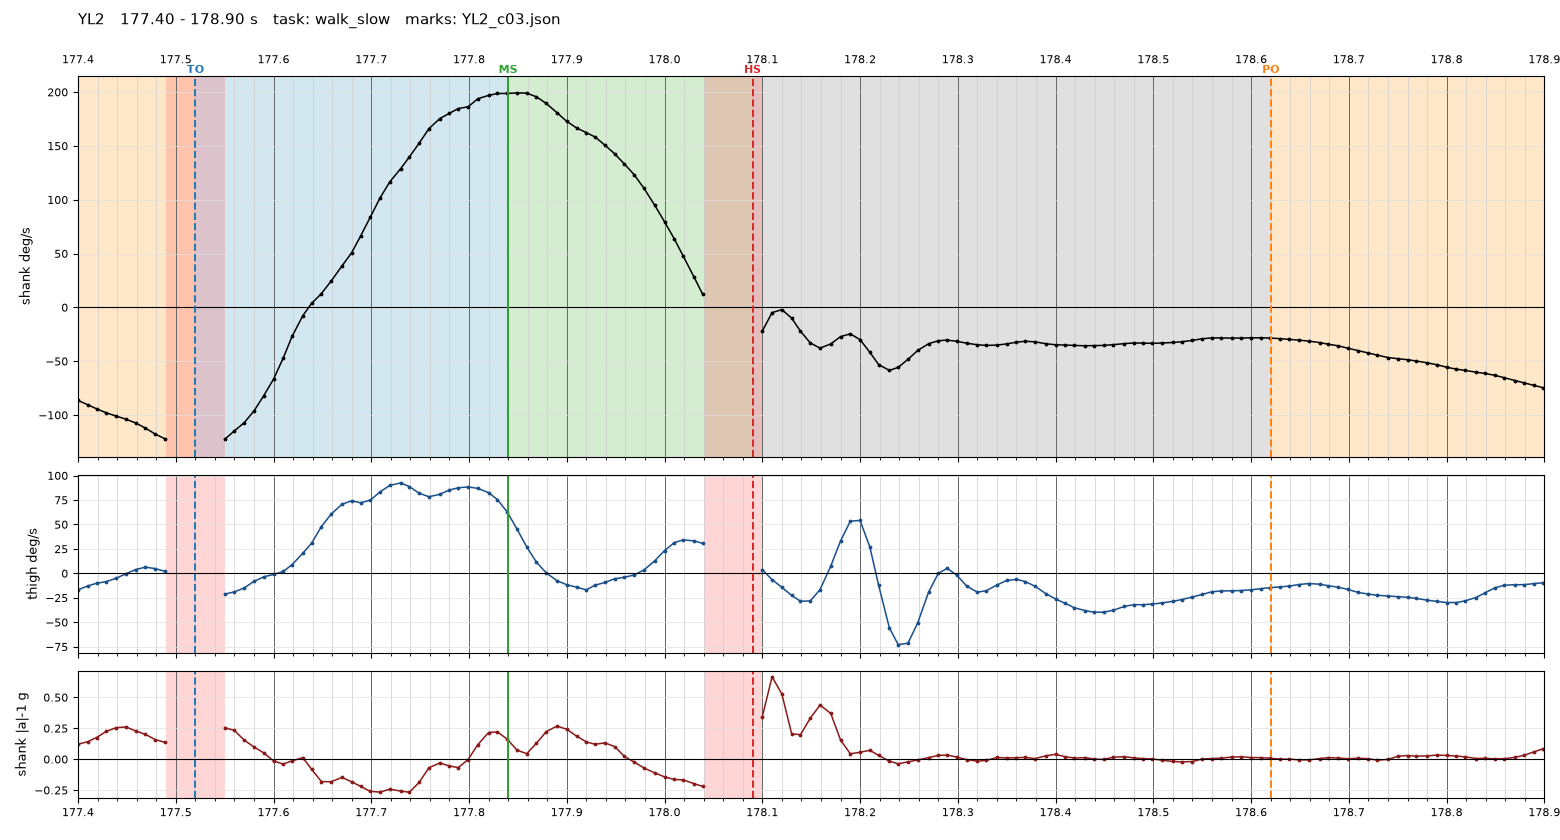 YL2   177.40 - 178.90 s   task: walk_slow   marks: YL2_c03.json
177.4 177.5 177.6 177.7 177.8 177.9 178.0 178.1 178.2 178.3 178.4 178.5 178.6 178.7 178.8 178.9
TO MS HS PO
200
150
100
50
0
−50
−100
shank deg/s
100
75
50
25
0
−25
−50
−75
thigh deg/s
0.50
0.25
0.00
−0.25
shank |a|-1 g
177.4 177.5 177.6 177.7 177.8 177.9 178.0 178.1 178.2 178.3 178.4 178.5 178.6 178.7 178.8 178.9